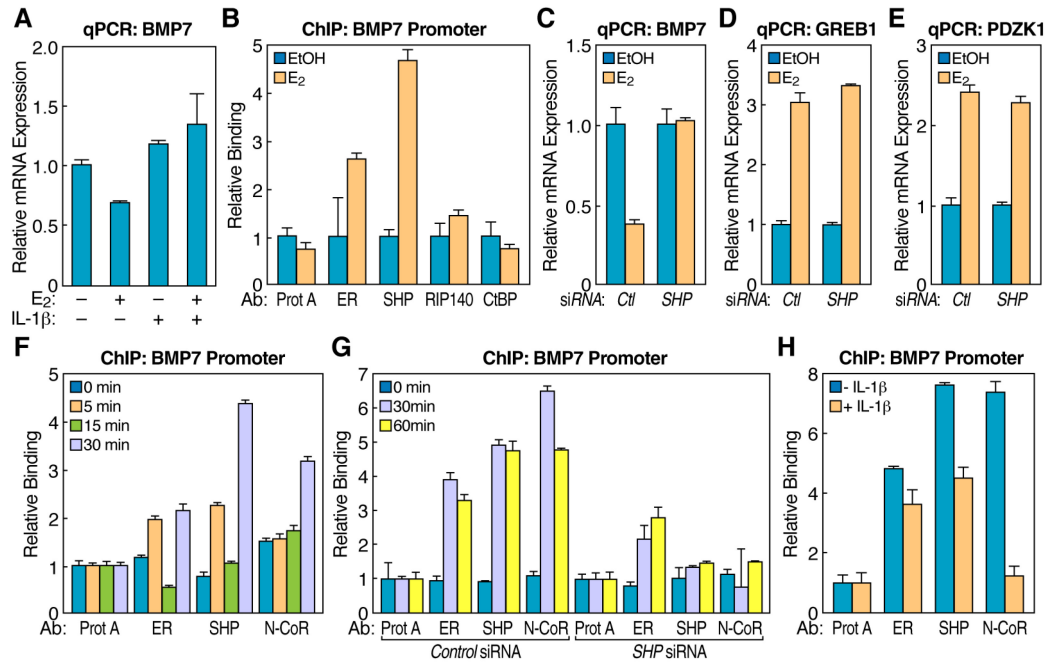 A
qPCR: BMP7
Relative mRNA Expression
2.0
1.5
1.0
0.5
0
E2: – + – +
IL-1β: – – + +
B
ChIP: BMP7 Promoter
Relative Binding
5
4
3
2
1
0
EtOH
E2
Ab: Prot A ER SHP RIP140 CtBP
C
qPCR: BMP7
Relative mRNA Expression
1.5
1.0
0.5
0
EtOH
E2
siRNA: Ctl SHP
D
qPCR: GREB1
Relative mRNA Expression
4
3
2
1
0
EtOH
E2
siRNA: Ctl SHP
E
qPCR: PDZK1
Relative mRNA Expression
3
2
1
0
EtOH
E2
siRNA: Ctl SHP
F
ChIP: BMP7 Promoter
Relative Binding
5
4
3
2
1
0
0 min
5 min
15 min
30 min
Ab: Prot A ER SHP N-CoR
G
ChIP: BMP7 Promoter
Relative Binding
7
6
5
4
3
2
1
0
0 min
30min
60min
Ab: Prot A ER SHP N-CoR Prot A ER SHP N-CoR
Control siRNA SHP siRNA
H
ChIP: BMP7 Promoter
Relative Binding
8
6
4
2
0
- IL-1β
+ IL-1β
Ab: Prot A ER SHP N-CoR